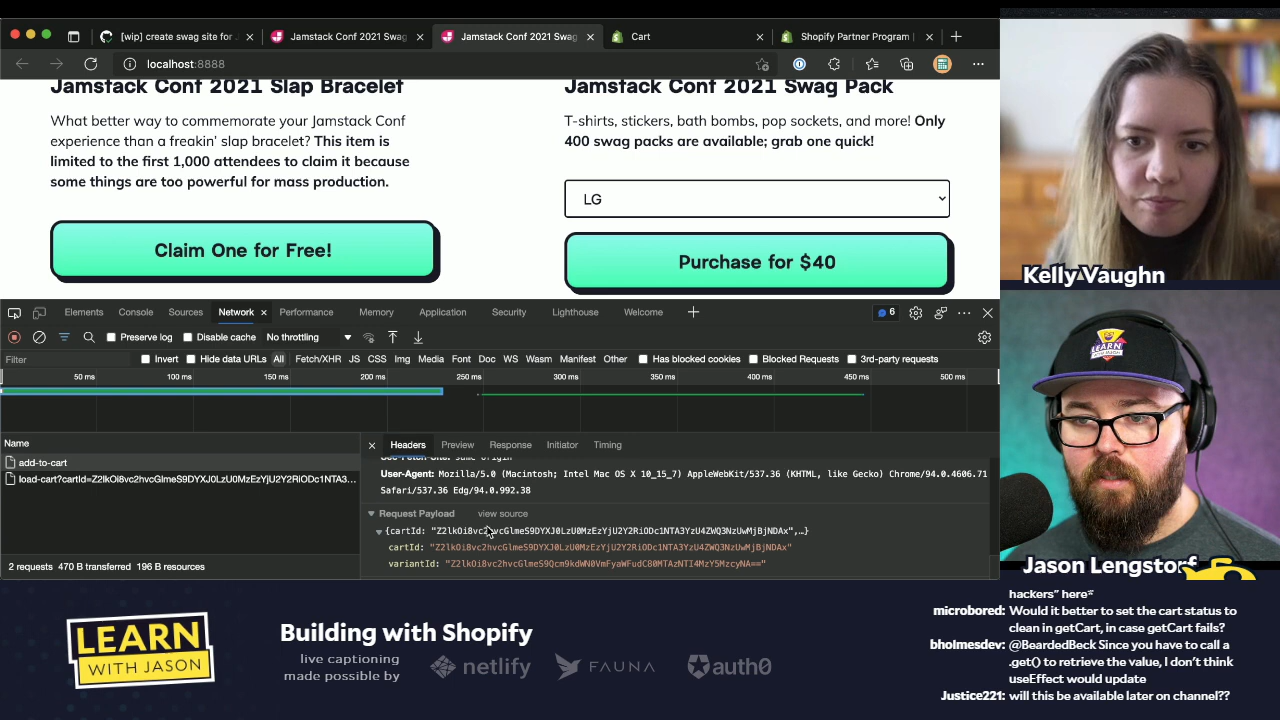 [wip] create swag site for J
Jamstack Conf 2021 Swag
Jamstack Conf 2021 Swag
Cart
Shopify Partner Program |
localhost:8888
Jamstack Conf 2021 Slap Bracelet
What better way to commemorate your Jamstack Conf
experience than a freakin' slap bracelet? This item is
limited to the first 1,000 attendees to claim it because
some things are too powerful for mass production.
Claim One for Free!
Jamstack Conf 2021 Swag Pack
T-shirts, stickers, bath bombs, pop sockets, and more! Only
400 swag packs are available; grab one quick!
LG
Purchase for $40
Elements Console Sources Network Performance Memory Application Security Lighthouse Welcome 6
Preserve log Disable cache No throttling
Filter Invert Hide data URLs All Fetch/XHR JS CSS Img Media Font Doc WS Wasm Manifest Other Has blocked cookies Blocked Requests 3rd-party requests
50 ms 100 ms 150 ms 200 ms 250 ms 300 ms 350 ms 400 ms 450 ms 500 ms
Name
add-to-cart
2 requests 470 B transferred 196 B resources
Headers Preview Response Initiator Timing
User-Agent: Mozilla/5.0 (Macintosh; Intel Mac OS X 10_15_7) AppleWebKit/537.36 (KHTML, like Gecko) Chrome/94.0.4606.71
Safari/537.36 Edg/94.0.992.38
Request Payload view source
cartId:
variantId:
Kelly Vaughn
Jason Lengstorf
LEARN
WITH JASON
Building with Shopify
live captioning
made possible by
netlify
FAUNA
auth0
hackers" here*
microbored: Would it better to set the cart status to
clean in getCart, in case getCart fails?
bholmesdev: @BeardedBeck Since you have to call a
.get() to retrieve the value, I don't think
useEffect would update
Justice221: will this be available later on channel??